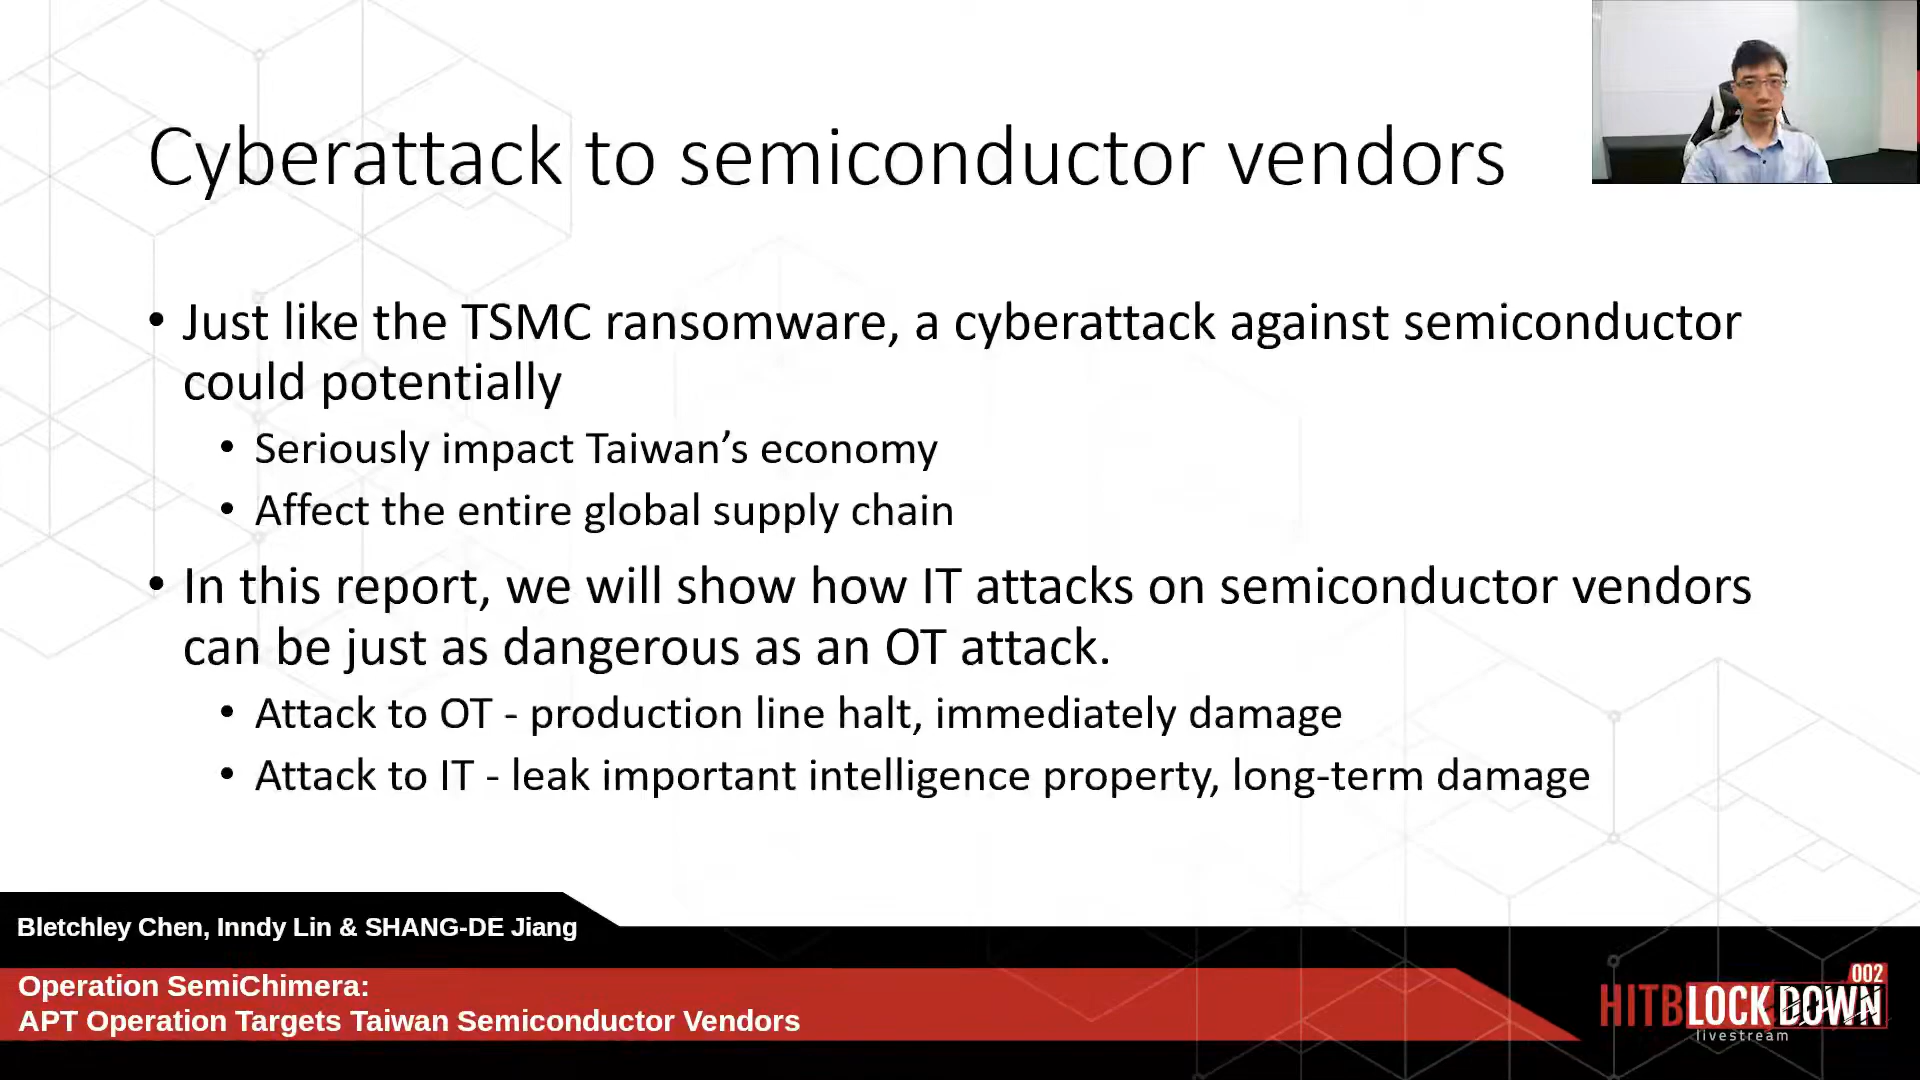 Cyberattack to semiconductor vendors
• Just like the TSMC ransomware, a cyberattack against semiconductor
could potentially
• Seriously impact Taiwan’s economy
• Affect the entire global supply chain
• In this report, we will show how IT attacks on semiconductor vendors
can be just as dangerous as an OT attack.
• Attack to OT - production line halt, immediately damage
• Attack to IT - leak important intelligence property, long-term damage
Bletchley Chen, Inndy Lin & SHANG-DE Jiang
Operation SemiChimera:
APT Operation Targets Taiwan Semiconductor Vendors
002
HITBLOCKDOWN
livestream